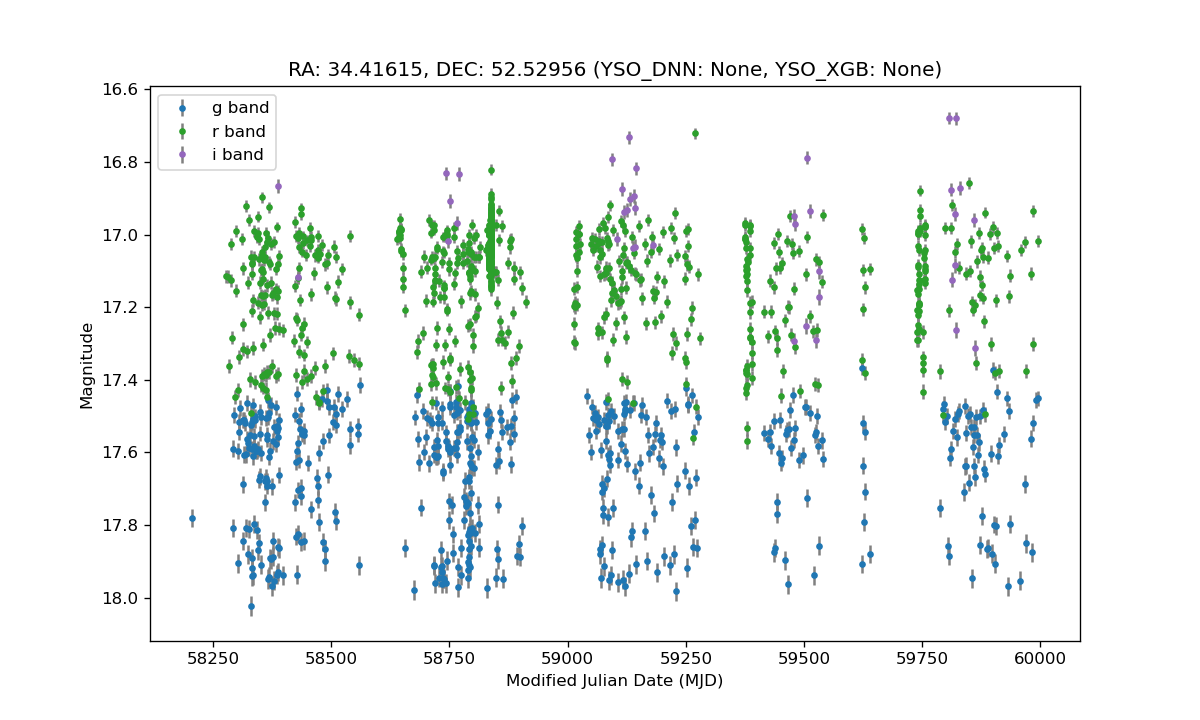 RA: 34.41615, DEC: 52.52956 (YSO_DNN: None, YSO_XGB: None)
g band
r band
i band
16.6
16.8
17.0
17.2
17.4
17.6
17.8
18.0
Magnitude
58250 58500 58750 59000 59250 59500 59750 60000
Modified Julian Date (MJD)